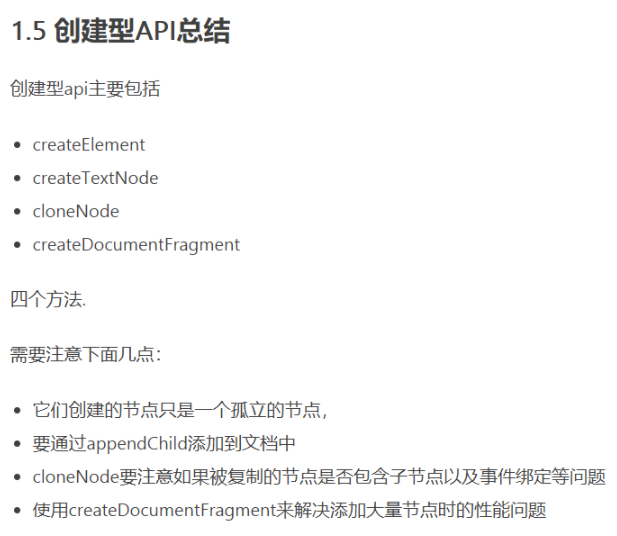 1.5 创建型API总结
创建型api主要包括
createElement
createTextNode
cloneNode
createDocumentFragment
四个方法.
需要注意下面几点：
它们创建的节点只是一个孤立的节点，
要通过appendChild添加到文档中
cloneNode要注意如果被复制的节点是否包含子节点以及事件绑定等问题
使用createDocumentFragment来解决添加大量节点时的性能问题